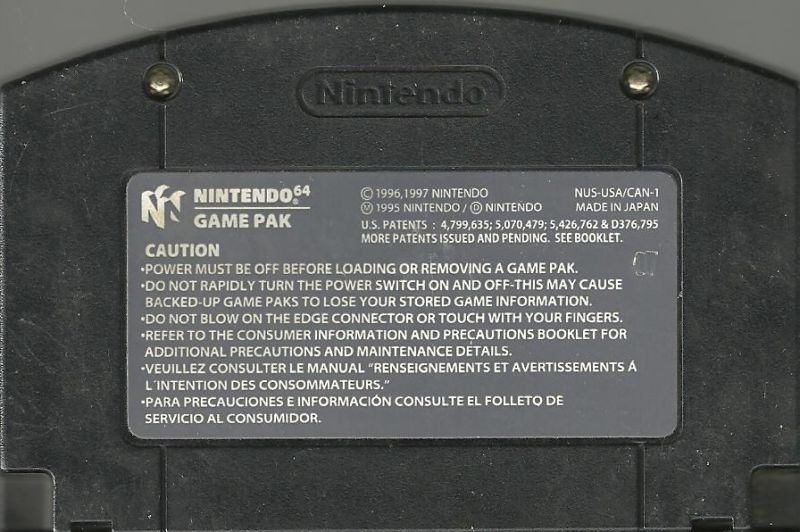 Nintendo
NINTENDO64
GAME PAK
© 1996,1997 NINTENDO
Ⓜ 1995 NINTENDO / Ⓓ NINTENDO
NUS-USA/CAN-1
MADE IN JAPAN
U.S. PATENTS : 4,799,635; 5,070,479; 5,426,762 & D376,795
MORE PATENTS ISSUED AND PENDING. SEE BOOKLET.
CAUTION
•POWER MUST BE OFF BEFORE LOADING OR REMOVING A GAME PAK.
•DO NOT RAPIDLY TURN THE POWER SWITCH ON AND OFF-THIS MAY CAUSE
BACKED-UP GAME PAKS TO LOSE YOUR STORED GAME INFORMATION.
•DO NOT BLOW ON THE EDGE CONNECTOR OR TOUCH WITH YOUR FINGERS.
•REFER TO THE CONSUMER INFORMATION AND PRECAUTIONS BOOKLET FOR
ADDITIONAL PRECAUTIONS AND MAINTENANCE DETAILS.
•VEUILLEZ CONSULTER LE MANUAL "RENSEIGNEMENTS ET AVERTISSEMENTS Á
L'INTENTION DES CONSOMMATEURS."
•PARA PRECAUCIONES E INFORMACIÓN CONSULTE EL FOLLETO DE
SERVICIO AL CONSUMIDOR.